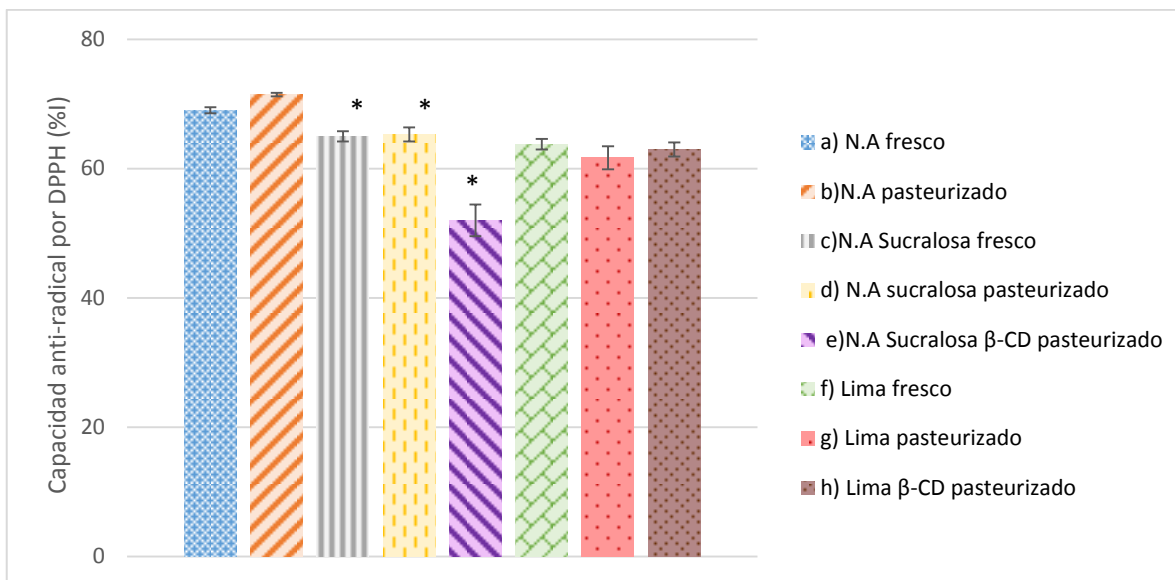 80
60
40
20
0
Capacidad anti-radical por DPPH (%I)
*
*
*
a) N.A fresco
b)N.A pasteurizado
c)N.A Sucralosa fresco
d) N.A sucralosa pasteurizado
e)N.A Sucralosa β-CD pasteurizado
f) Lima fresco
g) Lima pasteurizado
h) Lima β-CD pasteurizado